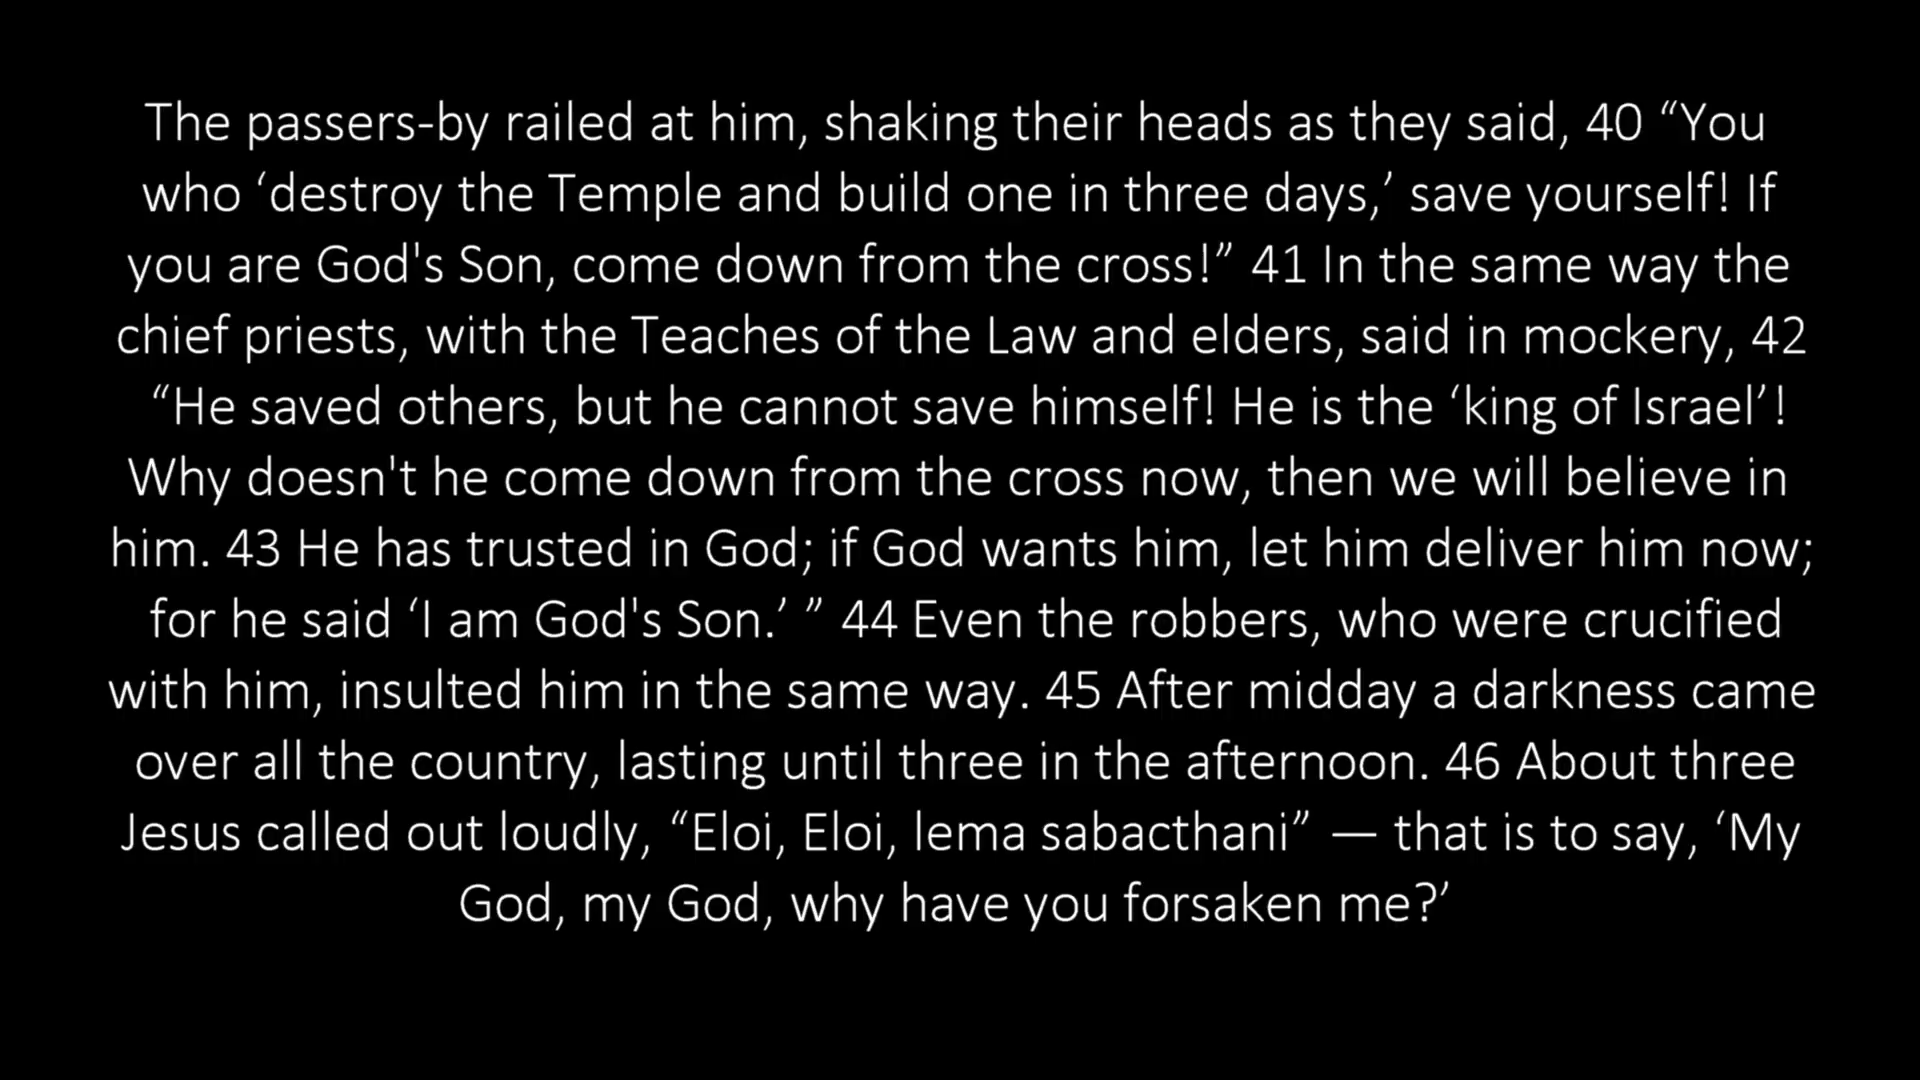 The passers-by railed at him, shaking their heads as they said, 40 “You
who ‘destroy the Temple and build one in three days,’ save yourself! If
you are God's Son, come down from the cross!” 41 In the same way the
chief priests, with the Teaches of the Law and elders, said in mockery, 42
“He saved others, but he cannot save himself! He is the ‘king of Israel’!
Why doesn't he come down from the cross now, then we will believe in
him. 43 He has trusted in God; if God wants him, let him deliver him now;
for he said ‘I am God's Son.’ ” 44 Even the robbers, who were crucified
with him, insulted him in the same way. 45 After midday a darkness came
over all the country, lasting until three in the afternoon. 46 About three
Jesus called out loudly, “Eloi, Eloi, lema sabacthani” — that is to say, ‘My
God, my God, why have you forsaken me?’